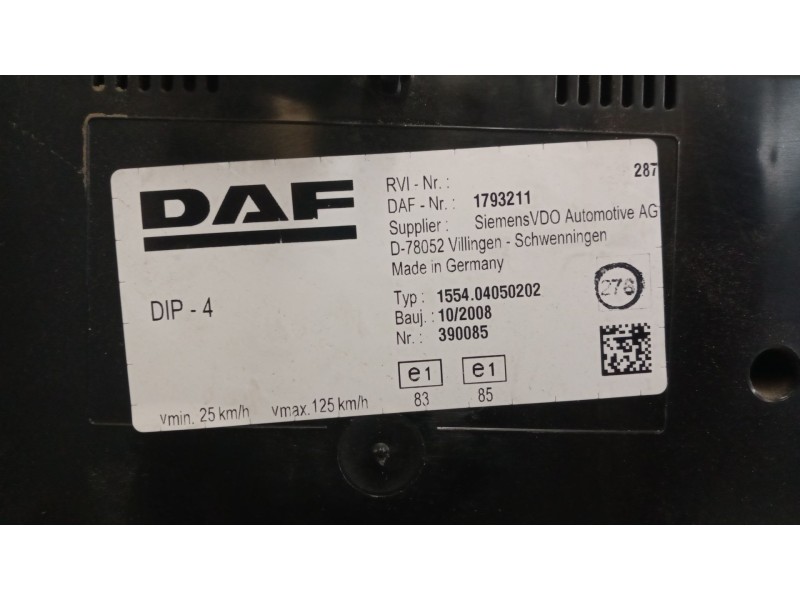 DAF
RVI - Nr. : 287
DAF - Nr. : 1793211
Supplier : SiemensVDO Automotive AG
D-78052 Villingen - Schwenningen
Made in Germany
DIP - 4
Typ : 1554.04050202
Bauj. : 10/2008
Nr. : 390085
276
e1 e1
83 85
vmin. 25 km/h vmax. 125 km/h